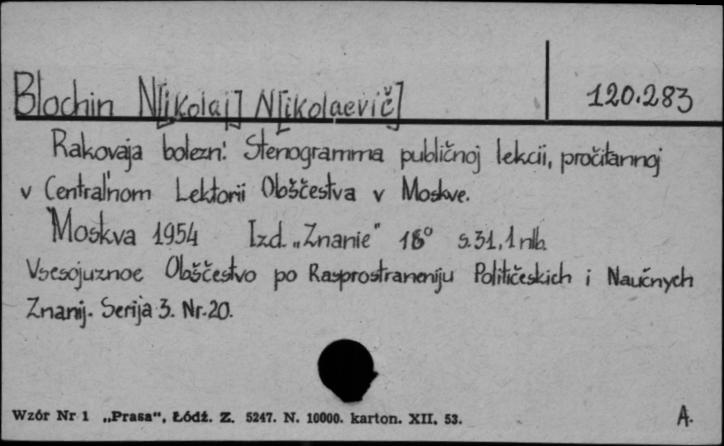 120.283
Blochin N[ikolaj] N[ikolaevič]
Rakovaja bolezn'. Stenogramma publičnoj lekcii, pročitannoj
v Central'nom Lektorii Obščestva v Moskve.
Moskva 1954 Izd. „Znanie" 16° s.31,1 nlb.
Vsesojuznoe Obščestvo po Rasprostraneniju Političeskich i Naučnych
Znanij. Serija 3. Nr.20.
Wzór Nr 1 „Prasa“, Łódź. Z. 5247. N. 10000. karton. XII. 53.
A.